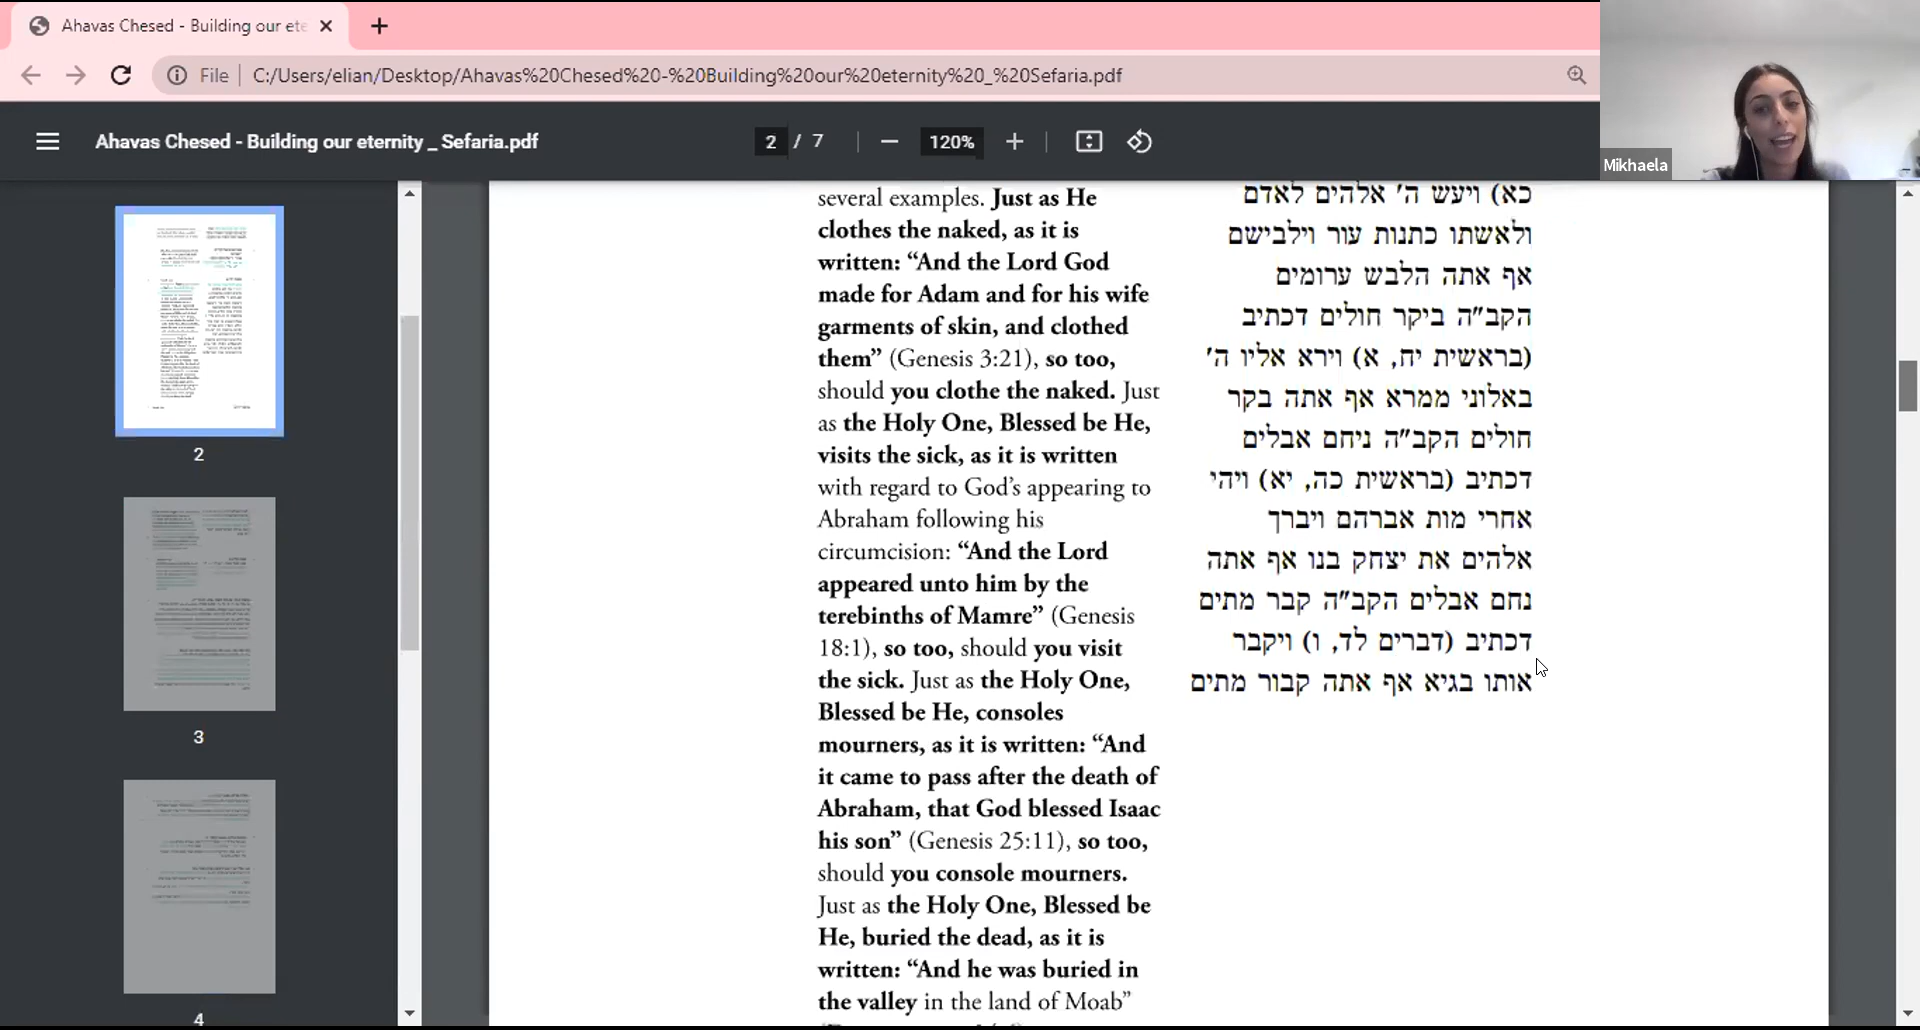 Ahavas Chesed - Building our ete
File
C:/Users/elian/Desktop/Ahavas%20Chesed%20-%20Building%20our%20eternity%20_%20Sefaria.pdf
Mikhaela
Ahavas Chesed - Building our eternity _ Sefaria.pdf
2 / 7
120%
2
3
4
several examples. Just as He
clothes the naked, as it is
written: “And the Lord God
made for Adam and for his wife
garments of skin, and clothed
them” (Genesis 3:21), so too,
should you clothe the naked. Just
as the Holy One, Blessed be He,
visits the sick, as it is written
with regard to God’s appearing to
Abraham following his
circumcision: “And the Lord
appeared unto him by the
terebinths of Mamre” (Genesis
18:1), so too, should you visit
the sick. Just as the Holy One,
Blessed be He, consoles
mourners, as it is written: “And
it came to pass after the death of
Abraham, that God blessed Isaac
his son” (Genesis 25:11), so too,
should you console mourners.
Just as the Holy One, Blessed be
He, buried the dead, as it is
written: “And he was buried in
the valley in the land of Moab”
כא) ויעש ה׳ אלהים לאדם
ולאשתו כתנות עור וילבישם
אף אתה הלבש ערומים
הקב״ה ביקר חולים דכתיב
(בראשית יח, א) וירא אליו ה׳
באלוני ממרא אף אתה בקר
חולים הקב״ה ניחם אבלים
דכתיב (בראשית כה, יא) ויהי
אחרי מות אברהם ויברך
אלהים את יצחק בנו אף אתה
נחם אבלים הקב״ה קבר מתים
דכתיב (דברים לד, ו) ויקבר
אותו בגיא אף אתה קבור מתים